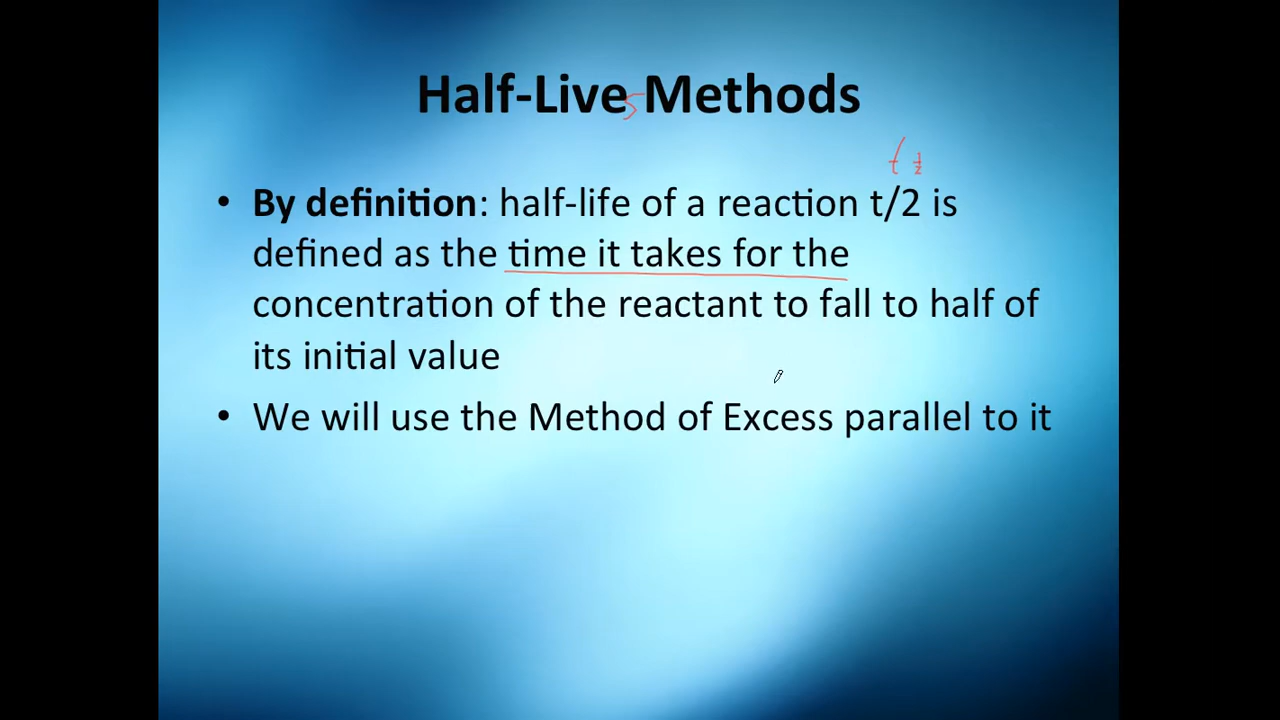 Half-Lives Methods
t 1/2
• By definition: half-life of a reaction t/2 is
defined as the time it takes for the
concentration of the reactant to fall to half of
its initial value
• We will use the Method of Excess parallel to it